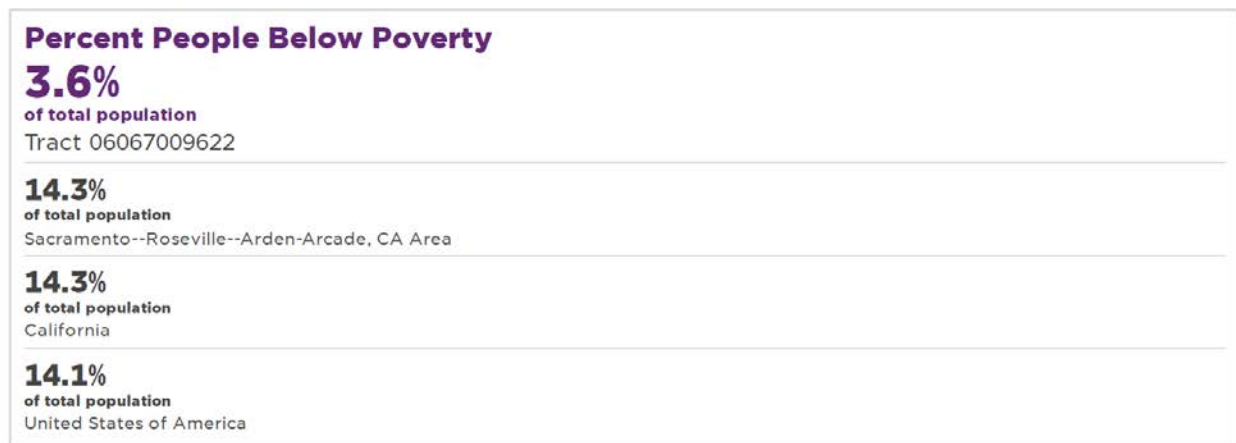 Percent People Below Poverty
3.6%
of total population
Tract 06067009622
14.3%
of total population
Sacramento--Roseville--Arden-Arcade, CA Area
14.3%
of total population
California
14.1%
of total population
United States of America